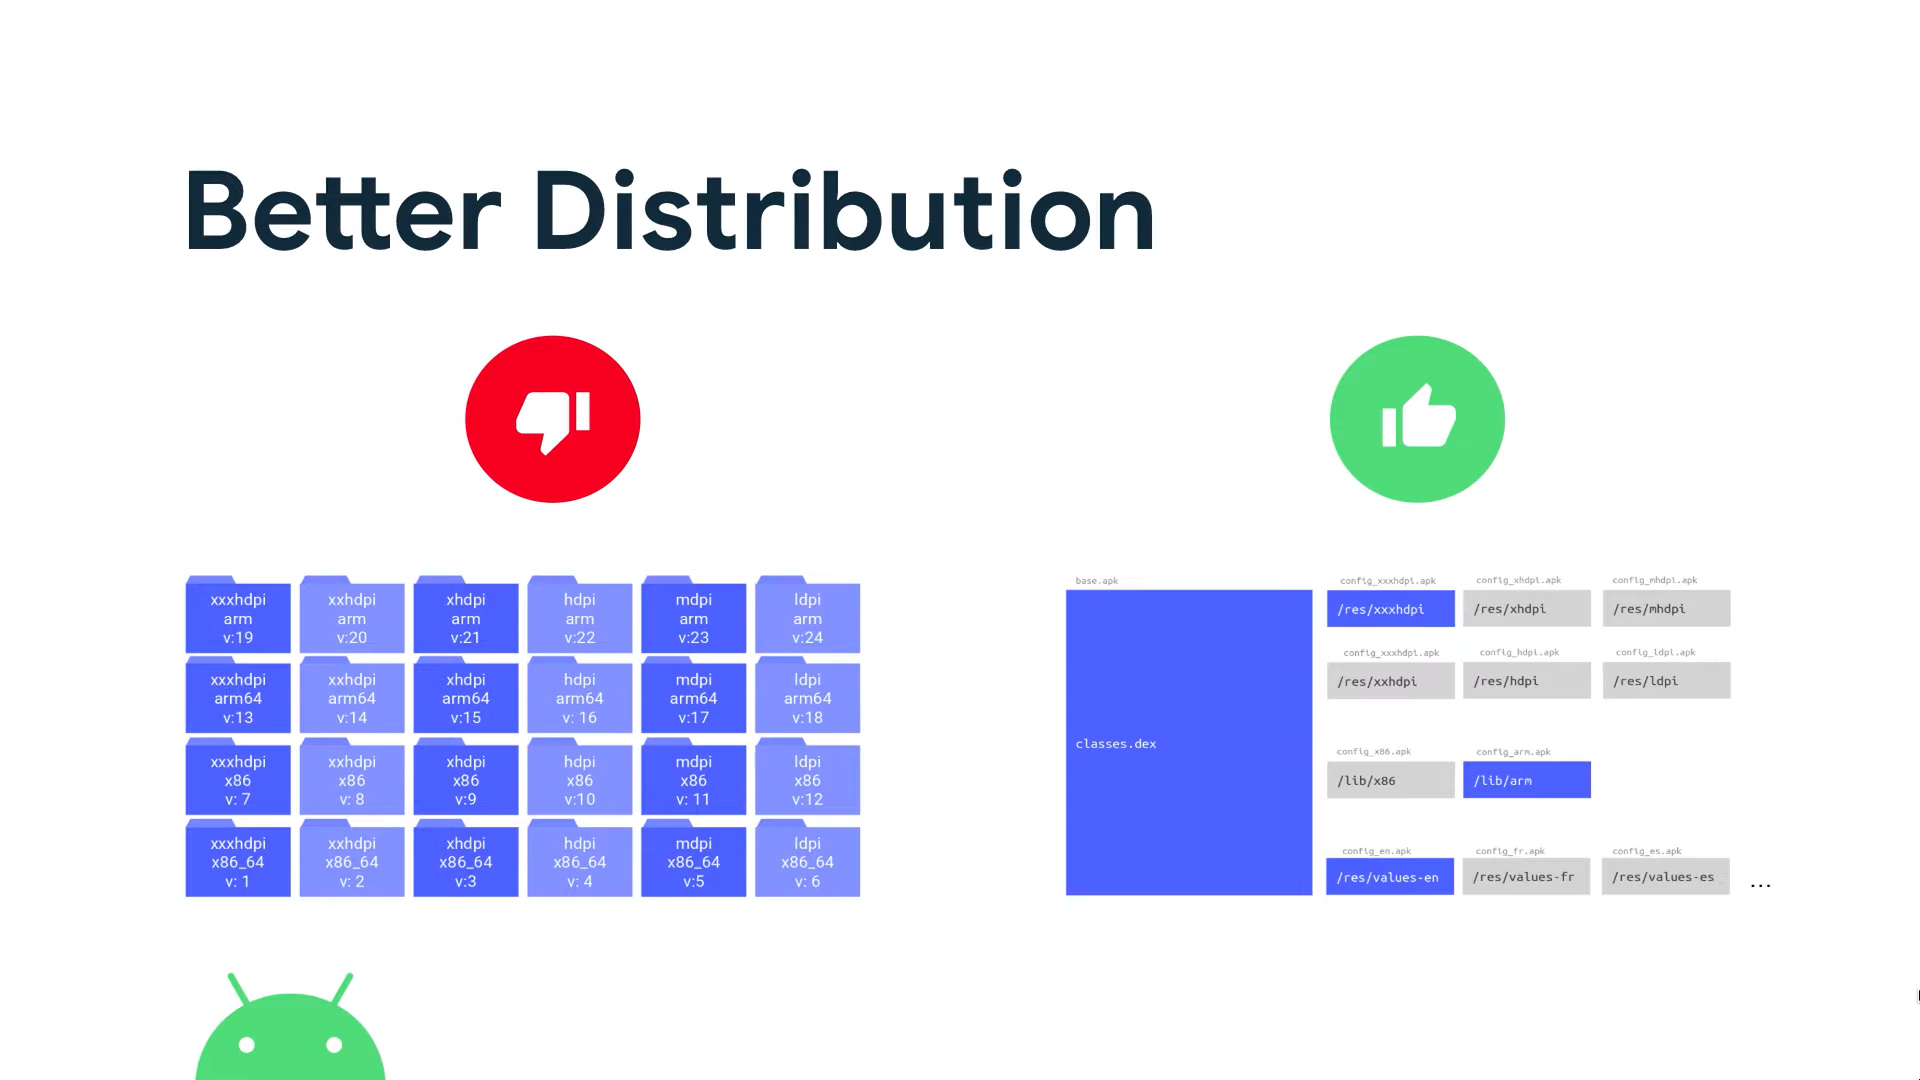 Better Distribution
xxxhdpi
arm
v:19
xxhdpi
arm
v:20
xhdpi
arm
v:21
hdpi
arm
v:22
mdpi
arm
v:23
ldpi
arm
v:24
xxxhdpi
arm64
v:13
xxhdpi
arm64
v:14
xhdpi
arm64
v:15
hdpi
arm64
v: 16
mdpi
arm64
v:17
ldpi
arm64
v:18
xxxhdpi
x86
v: 7
xxhdpi
x86
v: 8
xhdpi
x86
v:9
hdpi
x86
v:10
mdpi
x86
v: 11
ldpi
x86
v:12
xxxhdpi
x86_64
v: 1
xxhdpi
x86_64
v: 2
xhdpi
x86_64
v:3
hdpi
x86_64
v: 4
mdpi
x86_64
v:5
ldpi
x86_64
v: 6
base.apk
classes.dex
config_xxxhdpi.apk
/res/xxxhdpi
config_xhdpi.apk
/res/xhdpi
config_mhdpi.apk
/res/mhdpi
config_xxxhdpi.apk
/res/xxhdpi
config_hdpi.apk
/res/hdpi
config_ldpi.apk
/res/ldpi
config_x86.apk
/lib/x86
config_arm.apk
/lib/arm
config_en.apk
/res/values-en
config_fr.apk
/res/values-fr
config_es.apk
/res/values-es
...